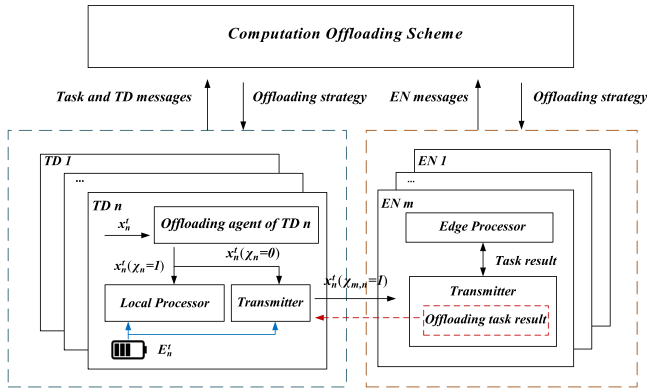 Computation Offloading Scheme
Task and TD messages
Offloading strategy
EN messages
Offloading strategy
TD 1
...
TD n
x_n^t
Offloading agent of TD n
x_n^t(χ_n=1)
x_n^t(χ_n=0)
Local Processor
Transmitter
E_n^t
x_n^t(χ_{m,n}=1)
EN 1
...
EN m
Edge Processor
Task result
Transmitter
Offloading task result